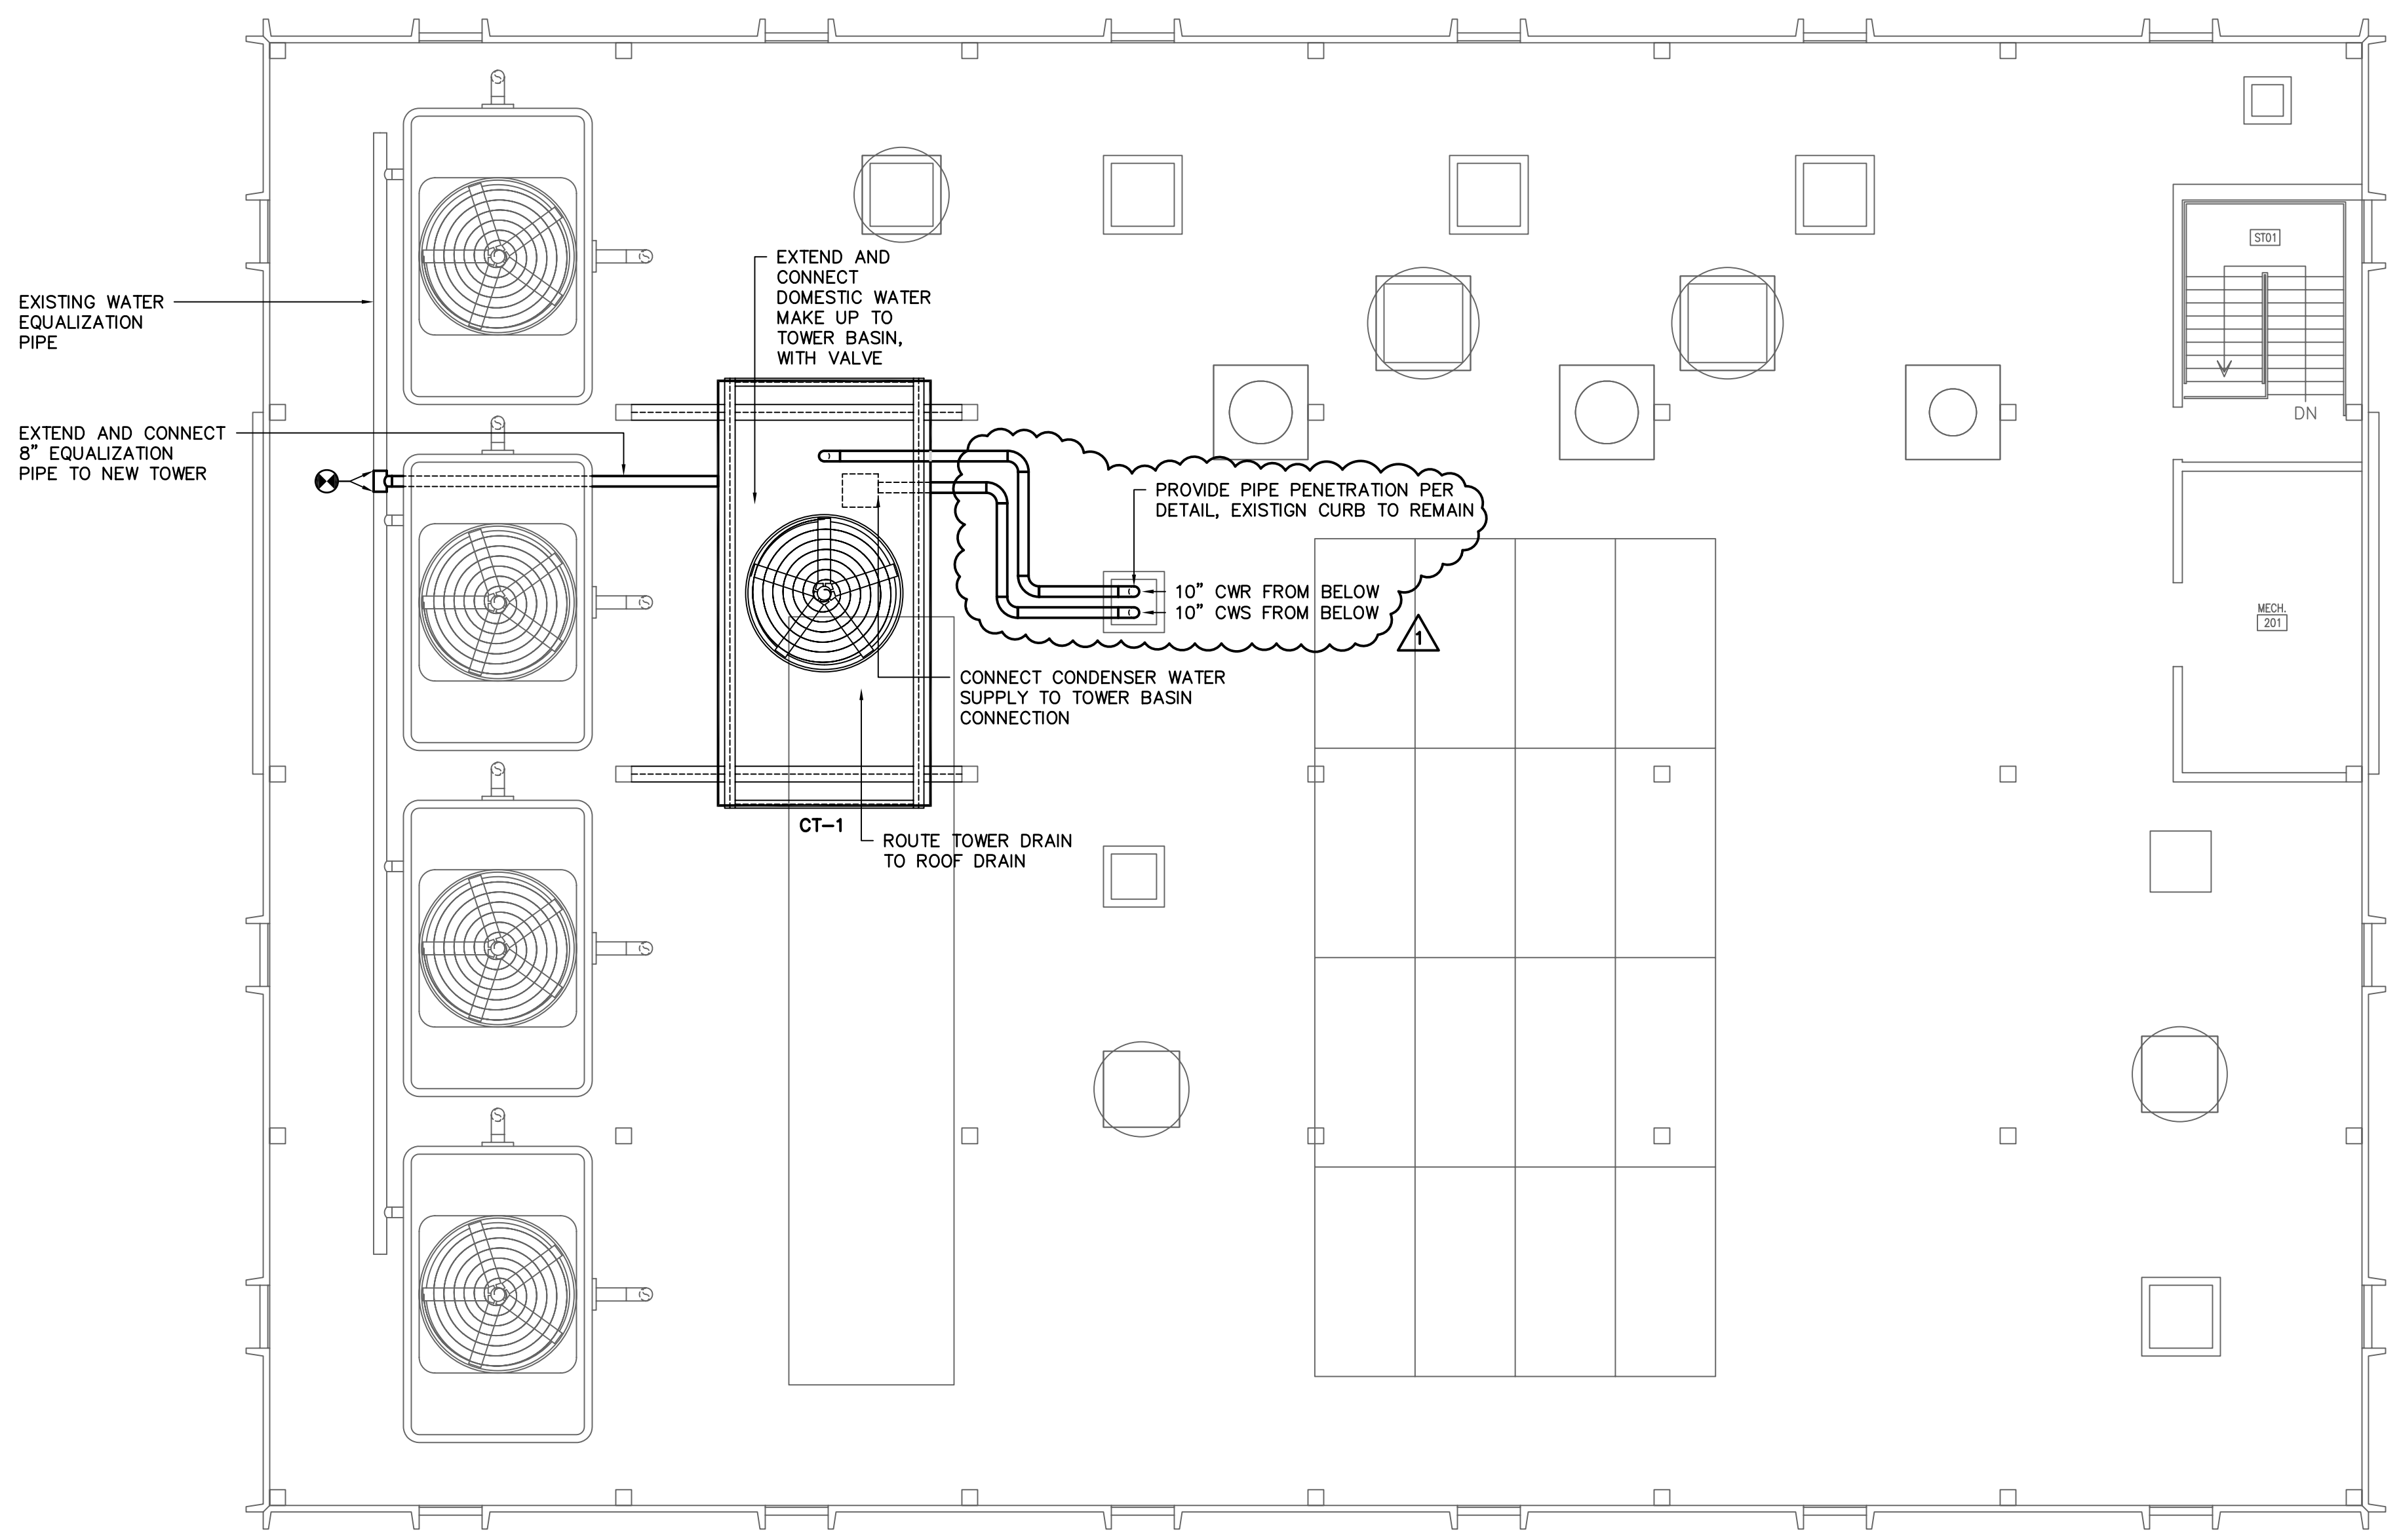 EXTEND AND
CONNECT
DOMESTIC WATER
MAKE UP TO
TOWER BASIN,
WITH VALVE
EXISTING WATER
EQUALIZATION
PIPE
EXTEND AND CONNECT
8” EQUALIZATION
PIPE TO NEW TOWER
PROVIDE PIPE PENETRATION PER
DETAIL, EXISTIGN CURB TO REMAIN
10” CWR FROM BELOW
10” CWS FROM BELOW
1
CONNECT CONDENSER WATER
SUPPLY TO TOWER BASIN
CONNECTION
CT-1
ROUTE TOWER DRAIN
TO ROOF DRAIN
ST01
DN
MECH.
201